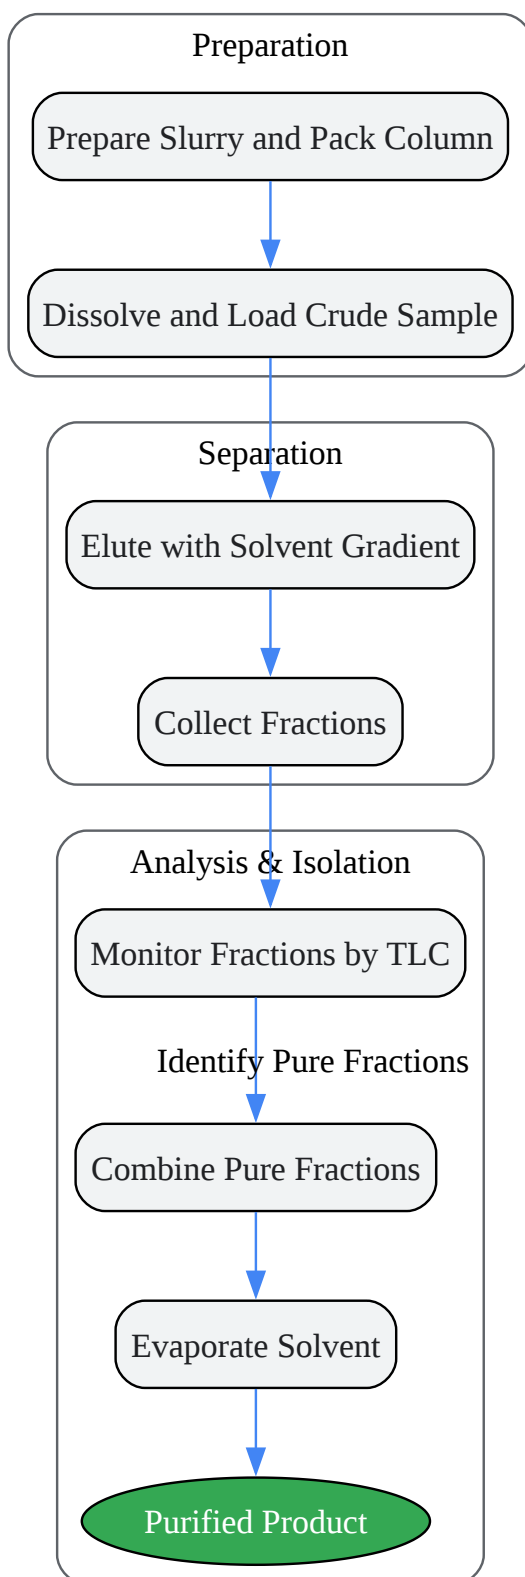 Preparation
Prepare Slurry and Pack Column
Dissolve and Load Crude Sample
Separation
Elute with Solvent Gradient
Collect Fractions
Analysis & Isolation
Monitor Fractions by TLC
Identify Pure Fractions
Combine Pure Fractions
Evaporate Solvent
Purified Product